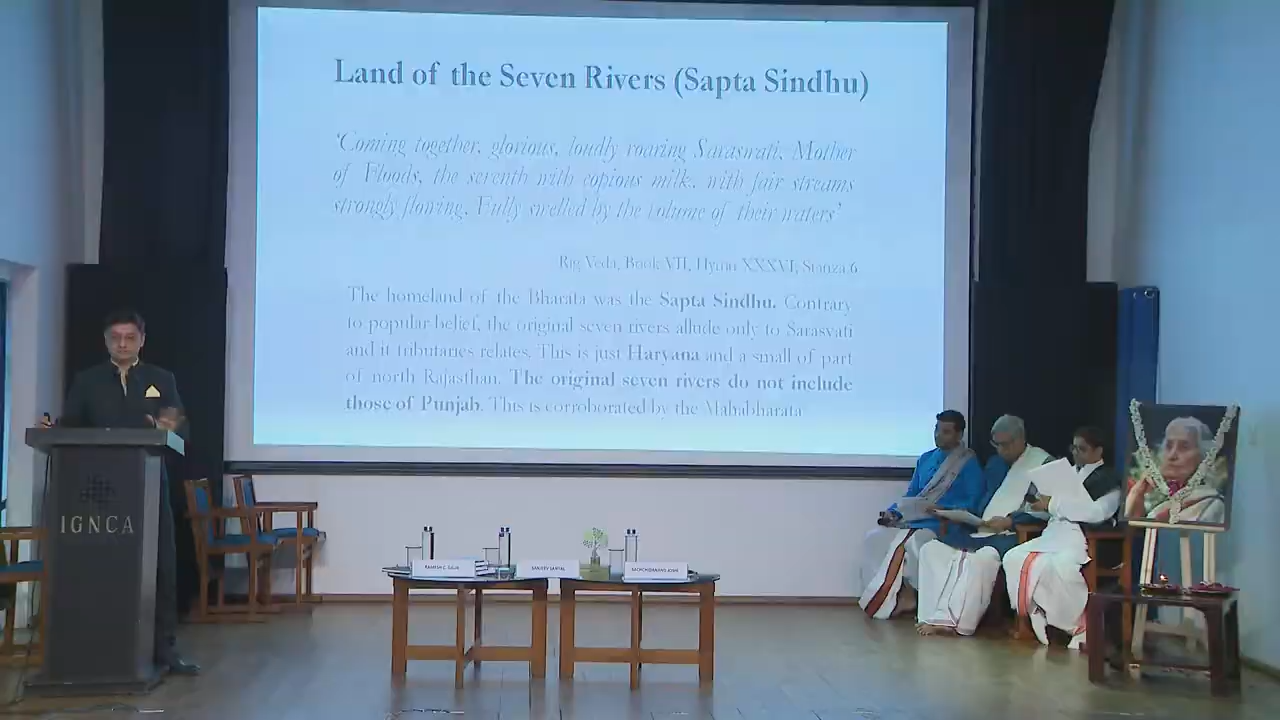 Land of the Seven Rivers (Sapta Sindhu)
‘Coming together, glorious, loudly roaring Saraswati, Mother
of Floods, the seventh with copious milk, with fair streams
strongly flowing, Fully swelled by the volume of their waters’
Rig Veda, Book VII, Hymn XXXVI, Stanza 6
The homeland of the Bharata was the Sapta Sindhu. Contrary
to popular belief, the original seven rivers allude only to Sarasvati
and it tributaries relates. This is just Haryana and a small of part
of north Rajasthan. The original seven rivers do not include
those of Punjab. This is corroborated by the Mahabharata
IGNCA
RAMESH C. GAUR
SANJEEV SANYAL
SACHCHIDANAND JOSHI